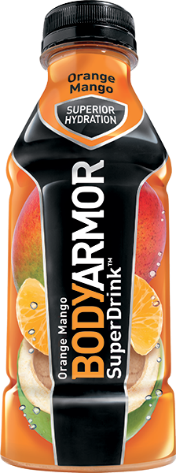 Orange
Mango
SUPERIOR
HYDRATION
Orange Mango
BODYARMOR
SuperDrink™